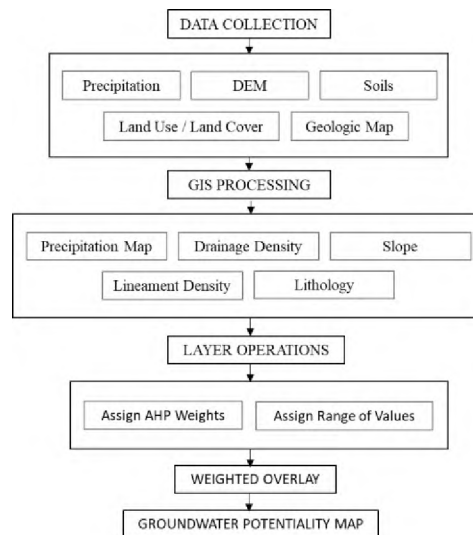 DATA COLLECTION
Precipitation
DEM
Soils
Land Use / Land Cover
Geologic Map
GIS PROCESSING
Precipitation Map
Drainage Density
Slope
Lineament Density
Lithology
LAYER OPERATIONS
Assign AHP Weights
Assign Range of Values
WEIGHTED OVERLAY
GROUNDWATER POTENTIALITY MAP